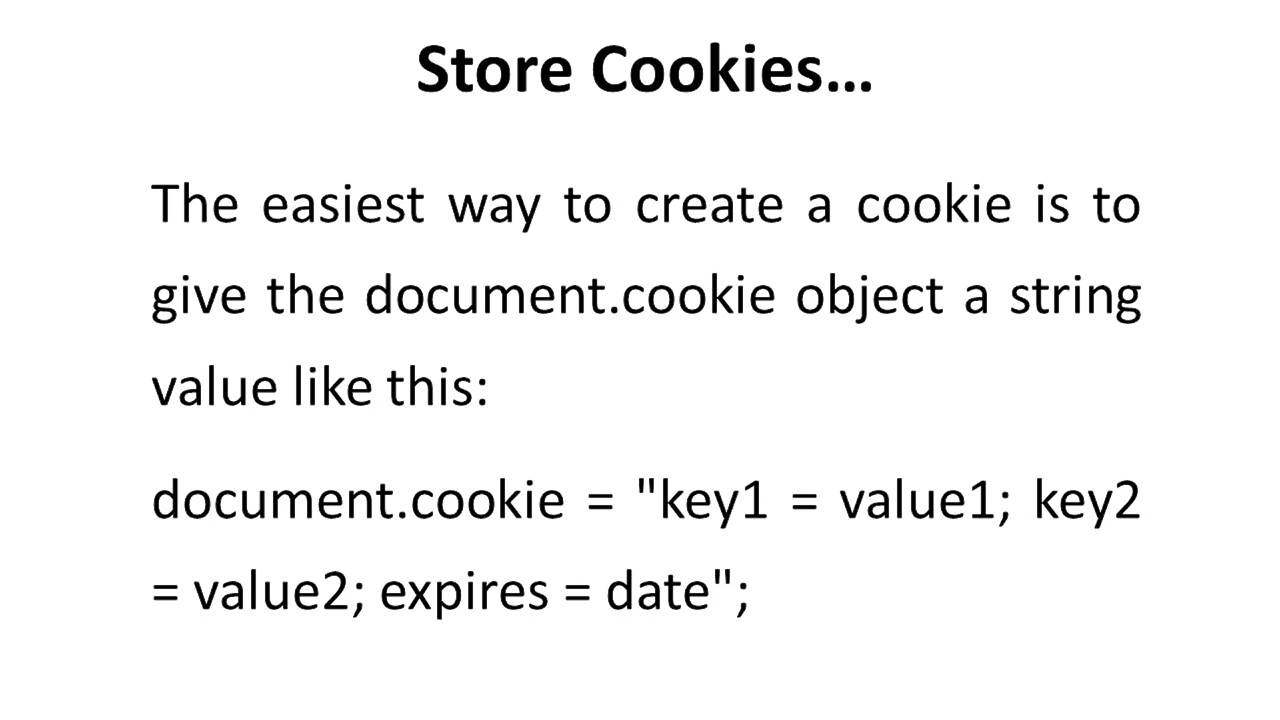 Store Cookies...
The easiest way to create a cookie is to
give the document.cookie object a string
value like this:
document.cookie = "key1 = value1; key2
= value2; expires = date";